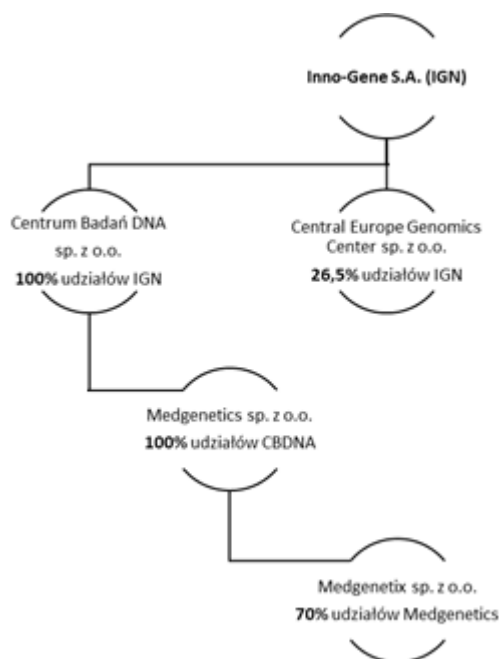 Inno-Gene S.A. (IGN)
Centrum Badań DNA
sp. z o.o.
100% udziałów IGN
Central Europe Genomics
Center sp. z o.o.
26,5% udziałów IGN
Medgenetics sp. z o.o.
100% udziałów CBDNA
Medgenetix sp. z o.o.
70% udziałów Medgenetics